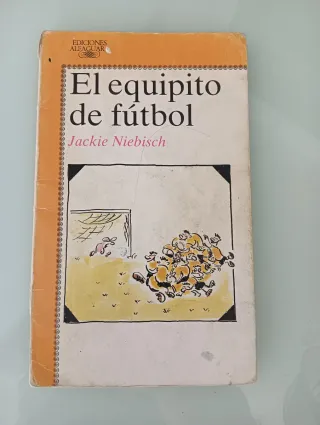 EDICIONES
ALFAGUARA
El equipito
de fútbol
Jackie Niebisch